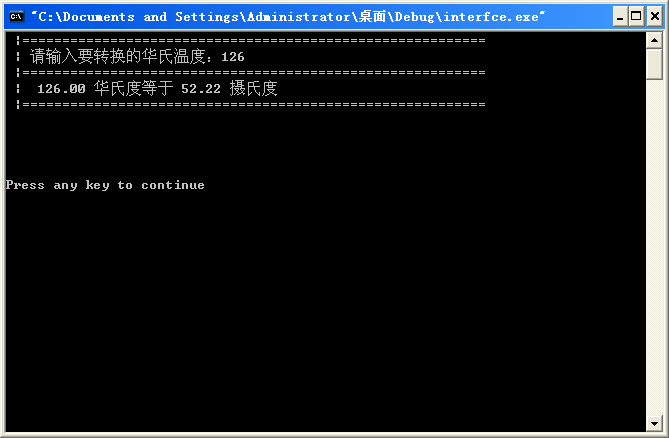 "C:\Documents and Settings\Administrator\桌面\Debug\interfce.exe"
¦==========================================================
¦ 请输入要转换的华氏温度：126
¦==========================================================
¦ 126.00 华氏度等于 52.22 摄氏度
¦==========================================================
Press any key to continue